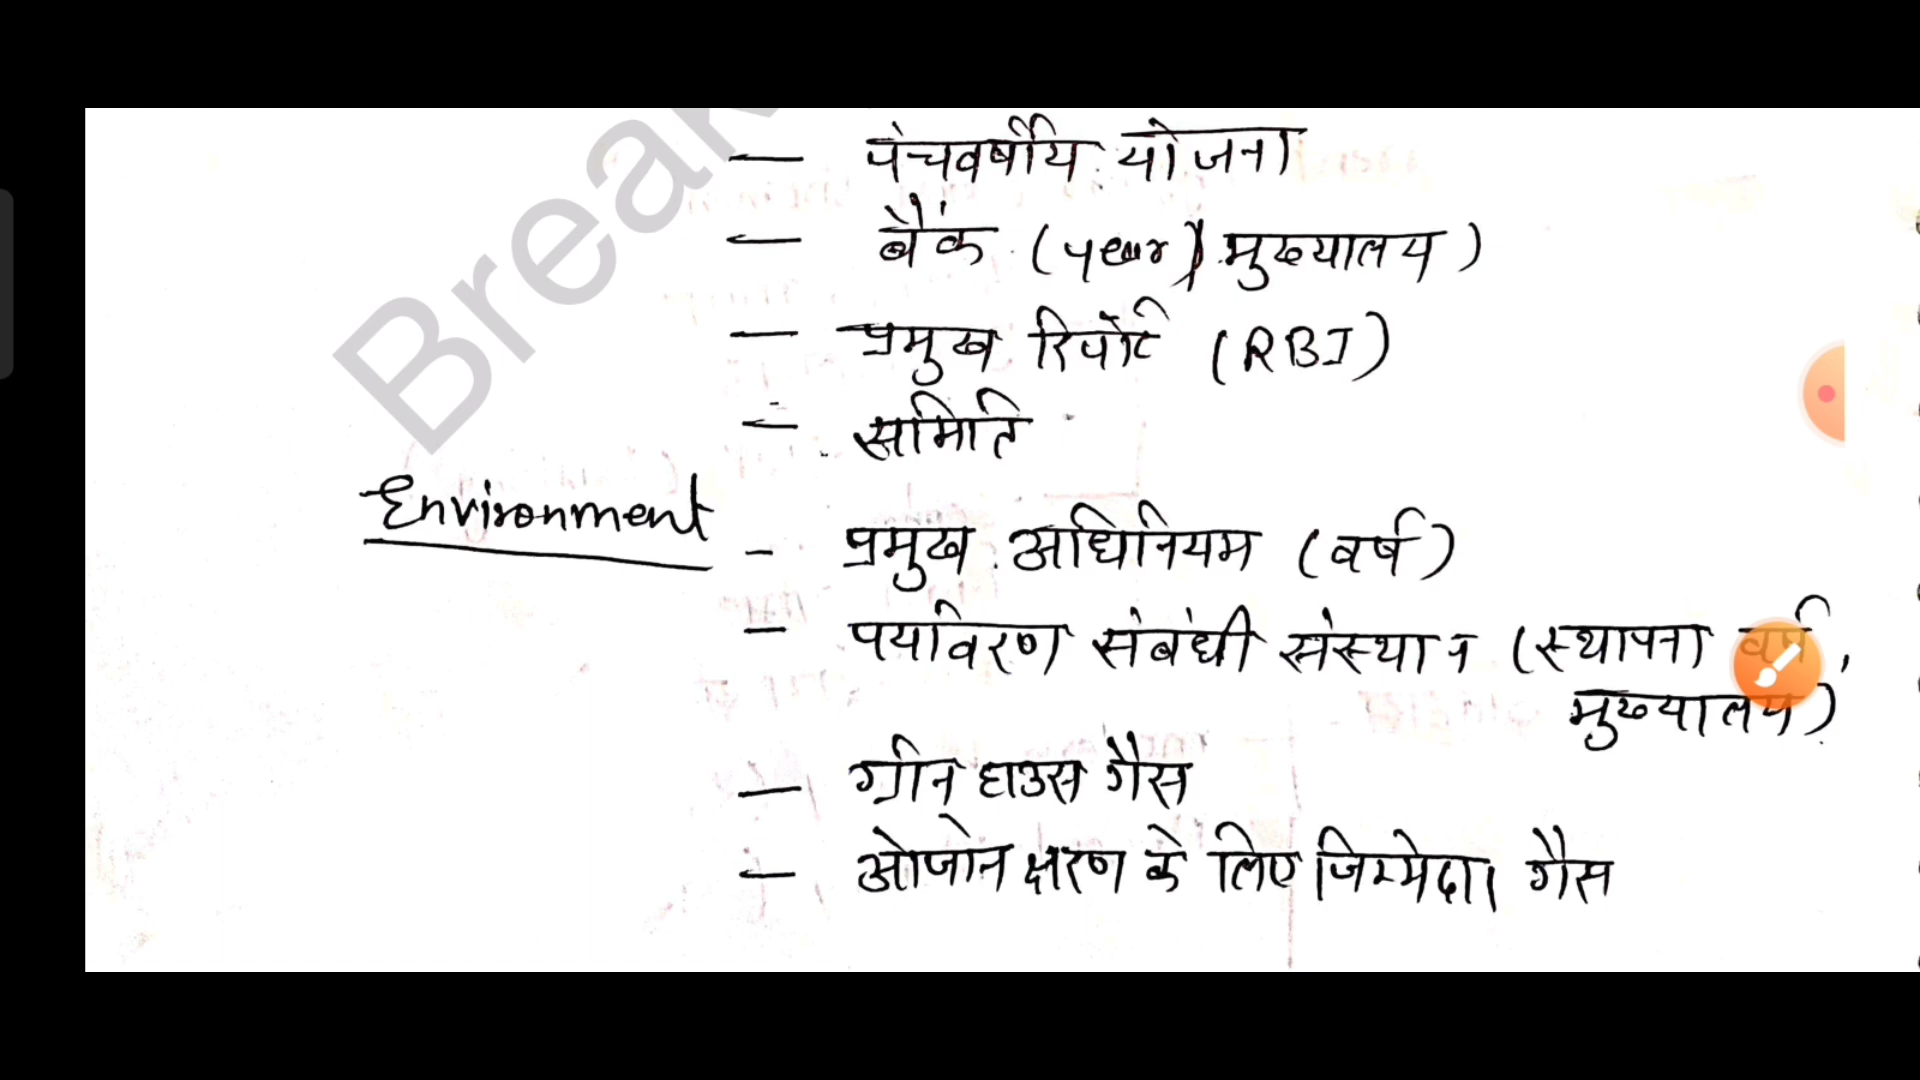 Break
— पंचवर्षीय योजना
— बैंक (year) मुख्यालय)
— प्रमुख रिपोर्ट (RBI)
— समिति
Environment - प्रमुख अधिनियम (वर्ष)
- पर्यावरण संबंधी संस्थान (स्थापना वर्ष,
मुख्यालय)
— ग्रीन हाउस गैस
— ओजोन क्षरण के लिए जिम्मेदार गैस